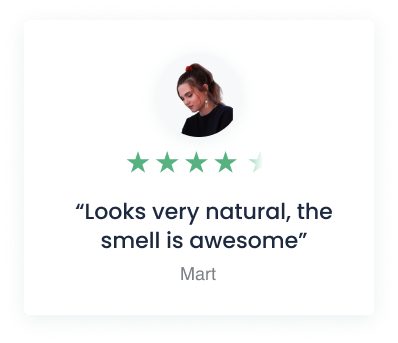 “Looks very natural, the
smell is awesome”
Mart